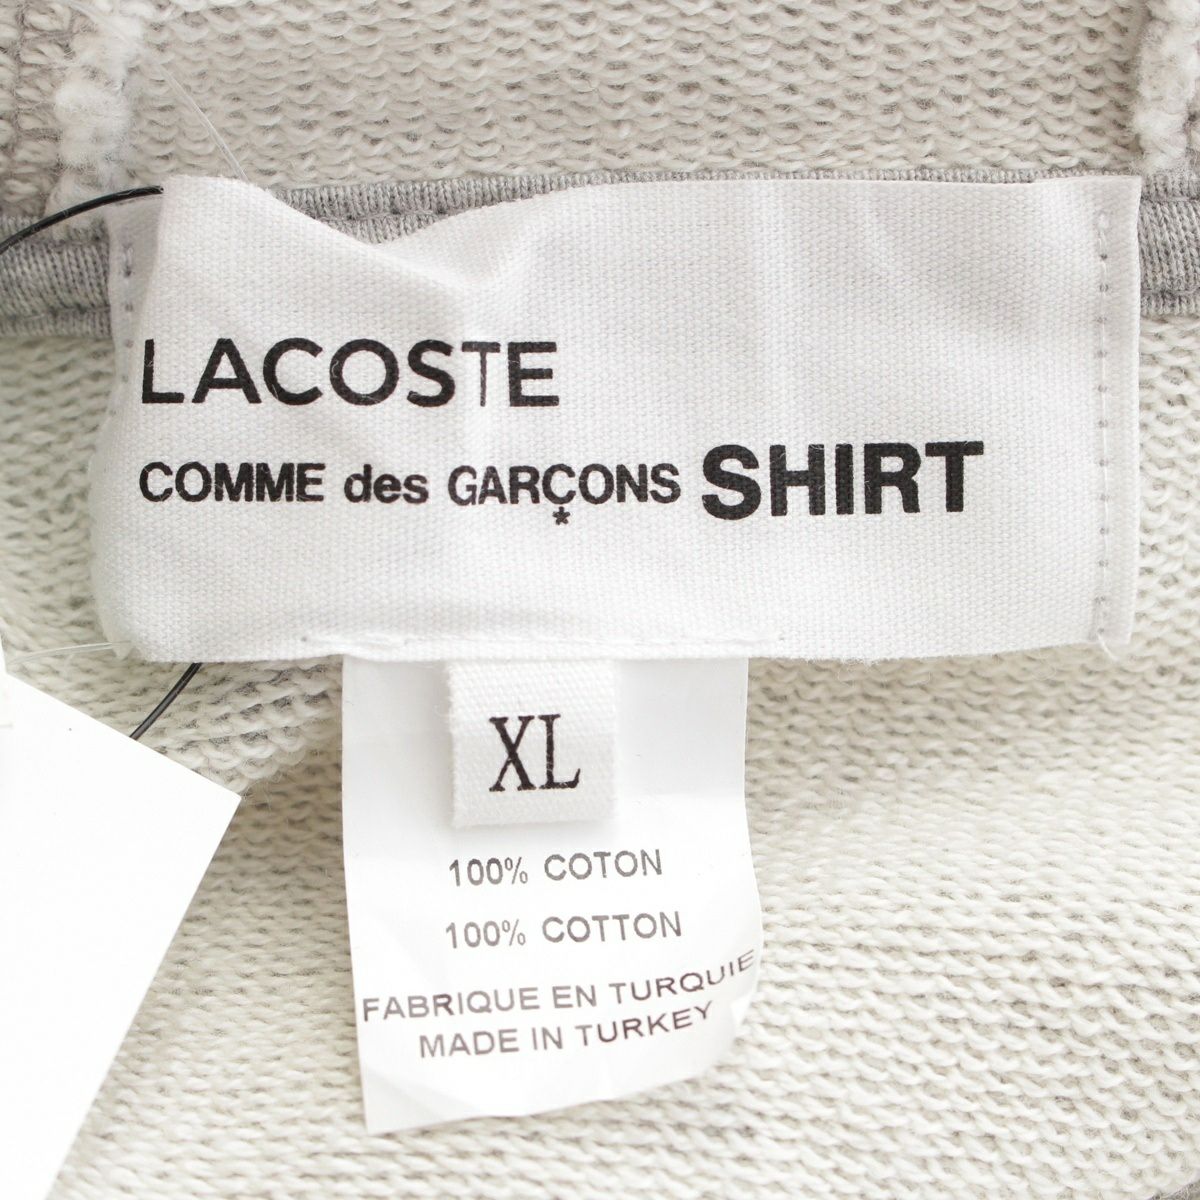 LACOSTE
COMME des GARÇONS SHIRT
*
XL
100% COTON
100% COTTON
FABRIQUE EN TURQUIE
MADE IN TURKEY